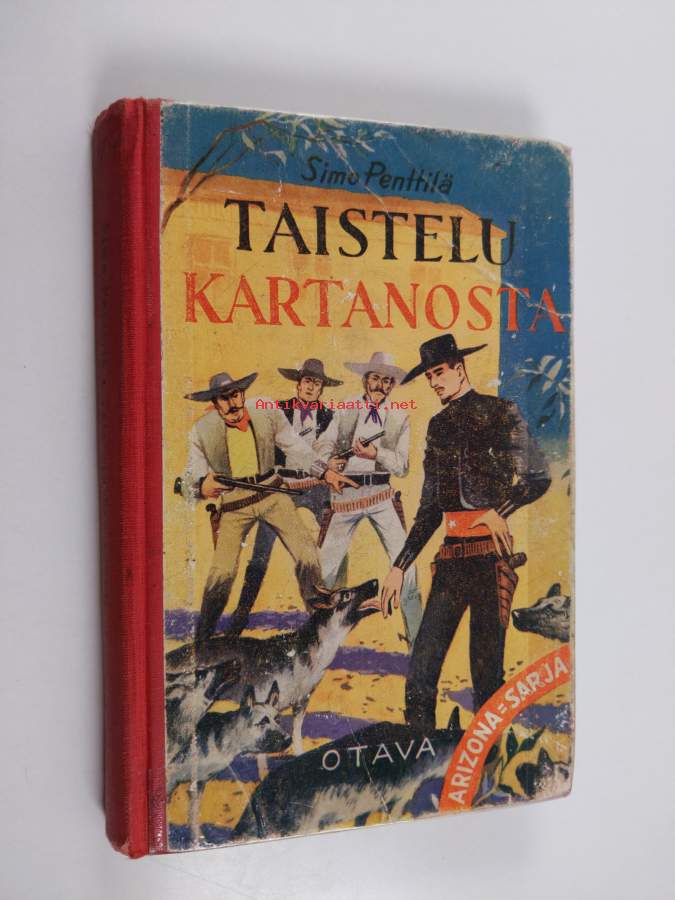 Simo Penttilä
TAISTELU
KARTANOSTA
Antikvariaatti.net
OTAVA
ARIZONA=SARJA